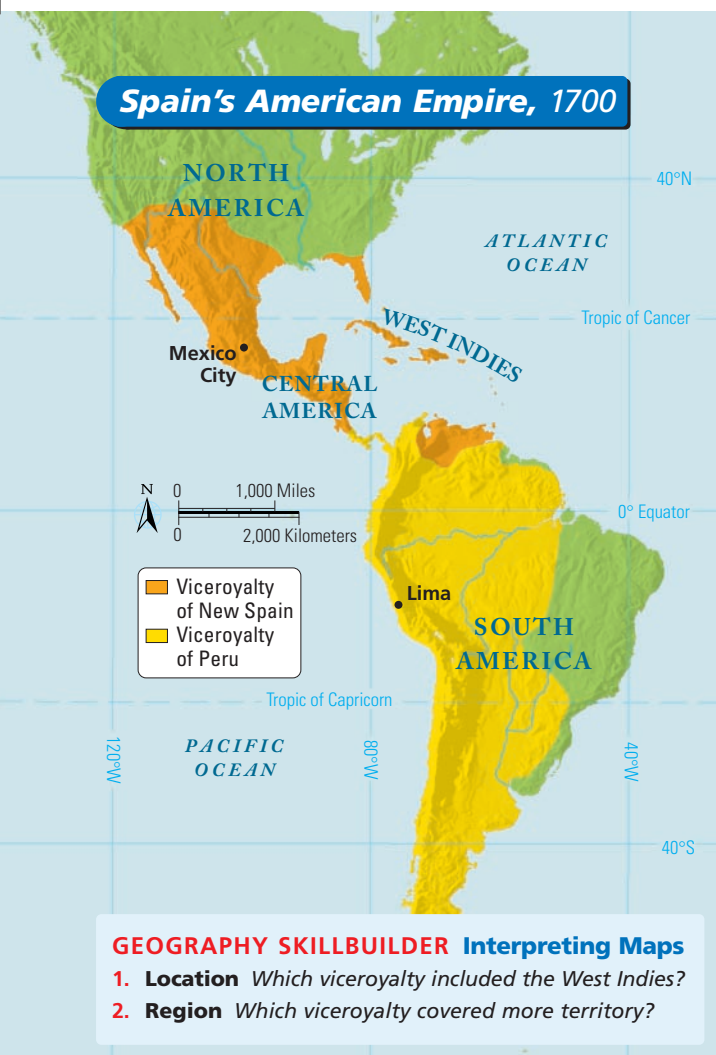 Spain's American Empire, 1700
NORTH
AMERICA
40°N
ATLANTIC
OCEAN
Tropic of Cancer
WEST INDIES
Mexico
City
CENTRAL
AMERICA
N
0
1,000 Miles
0
2,000 Kilometers
0° Equator
Viceroyalty
of New Spain
Viceroyalty
of Peru
Lima
SOUTH
AMERICA
Tropic of Capricorn
PACIFIC
OCEAN
120°W
80°W
40°W
40°S
GEOGRAPHY SKILLBUILDER Interpreting Maps
1. Location Which viceroyalty included the West Indies?
2. Region Which viceroyalty covered more territory?